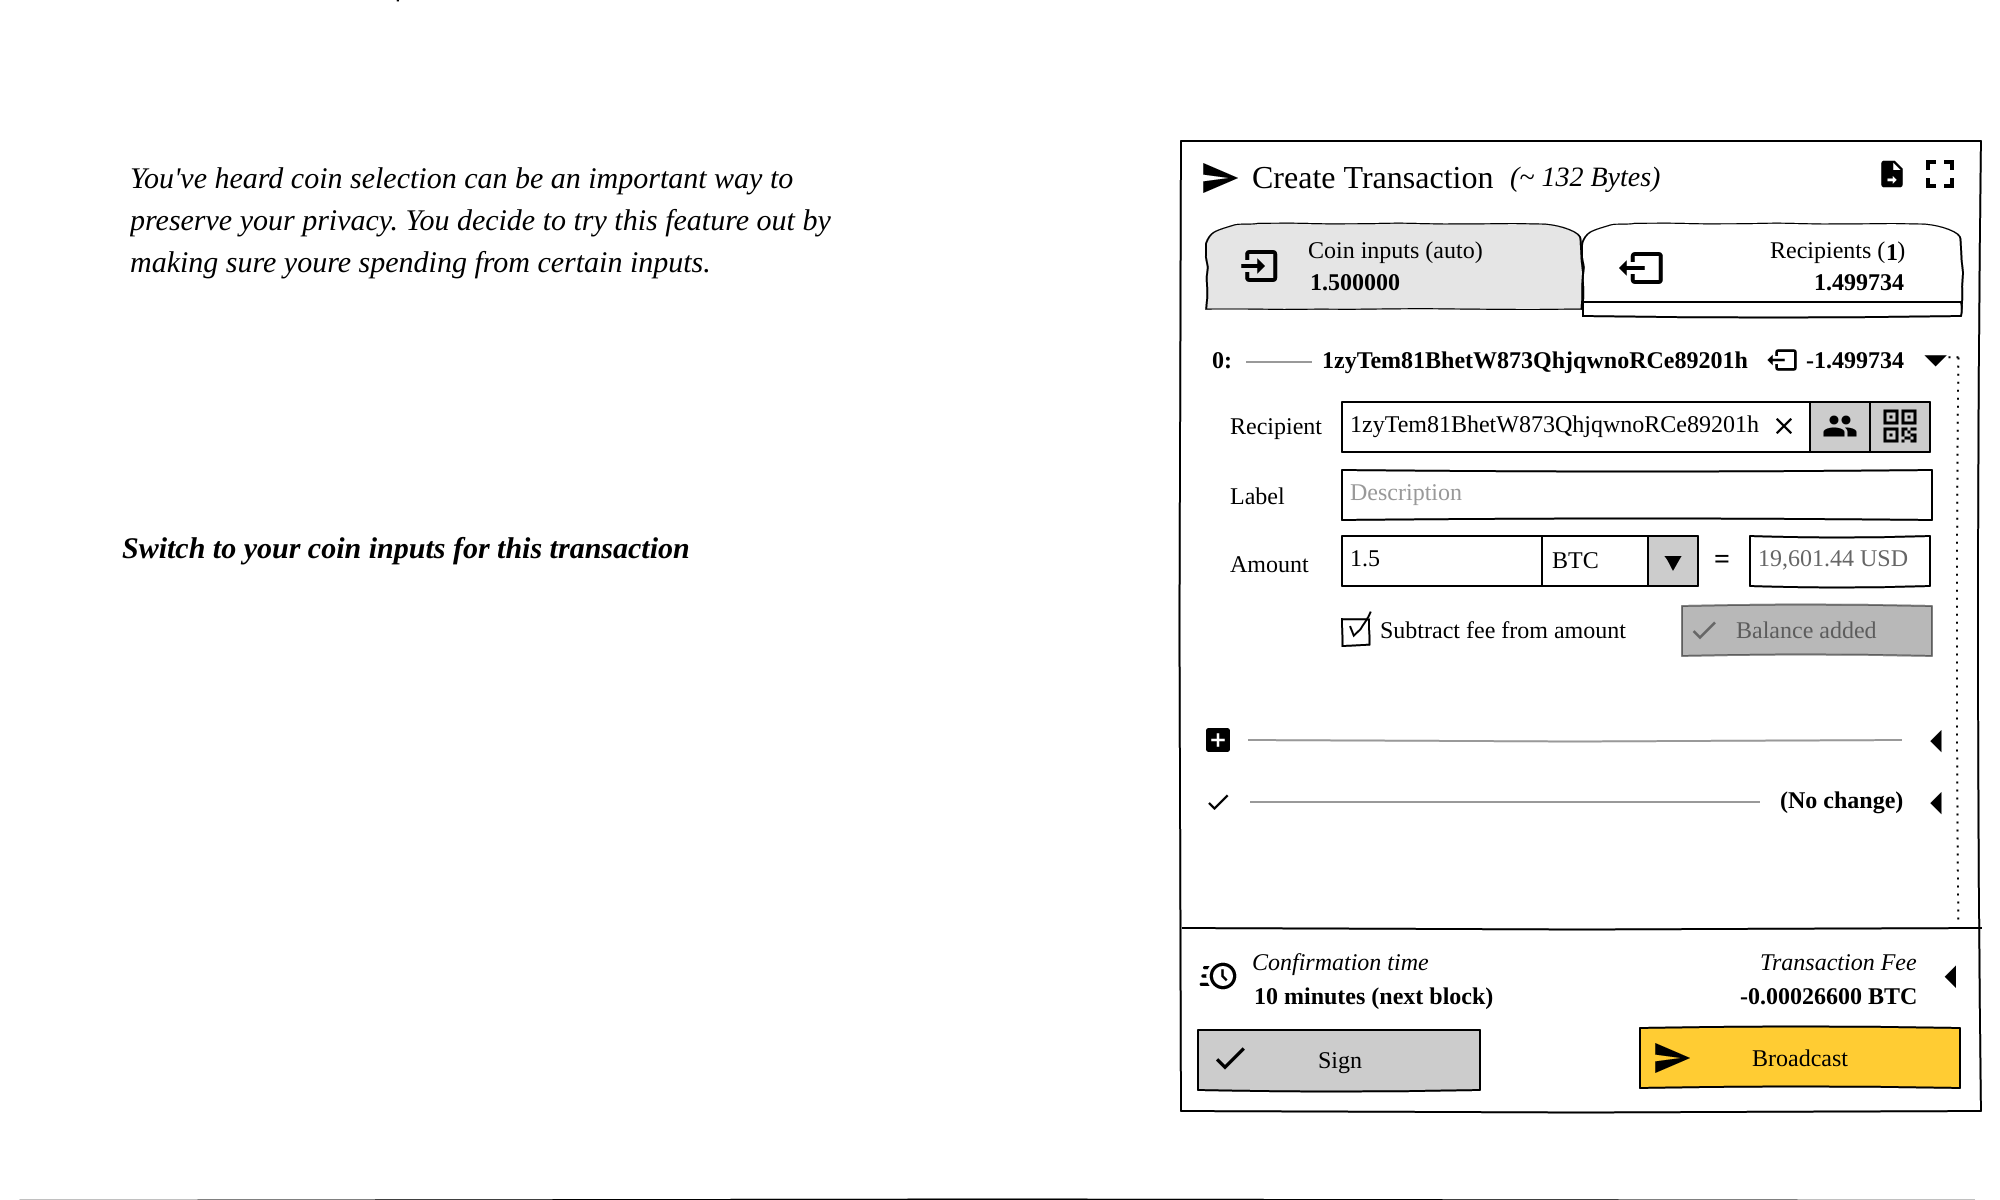 You've heard coin selection can be an important way to
preserve your privacy. You decide to try this feature out by
making sure youre spending from certain inputs.
Switch to your coin inputs for this transaction
Create Transaction (~ 132 Bytes)
Coin inputs (auto)
1.500000
Recipients (1)
1.499734
0: 1zyTem81BhetW873QhjqwnoRCe89201h -1.499734
Recipient 1zyTem81BhetW873QhjqwnoRCe89201h
Label Description
Amount 1.5 BTC = 19,601.44 USD
Subtract fee from amount Balance added
(No change)
Confirmation time
10 minutes (next block)
Transaction Fee
-0.00026600 BTC
Sign Broadcast